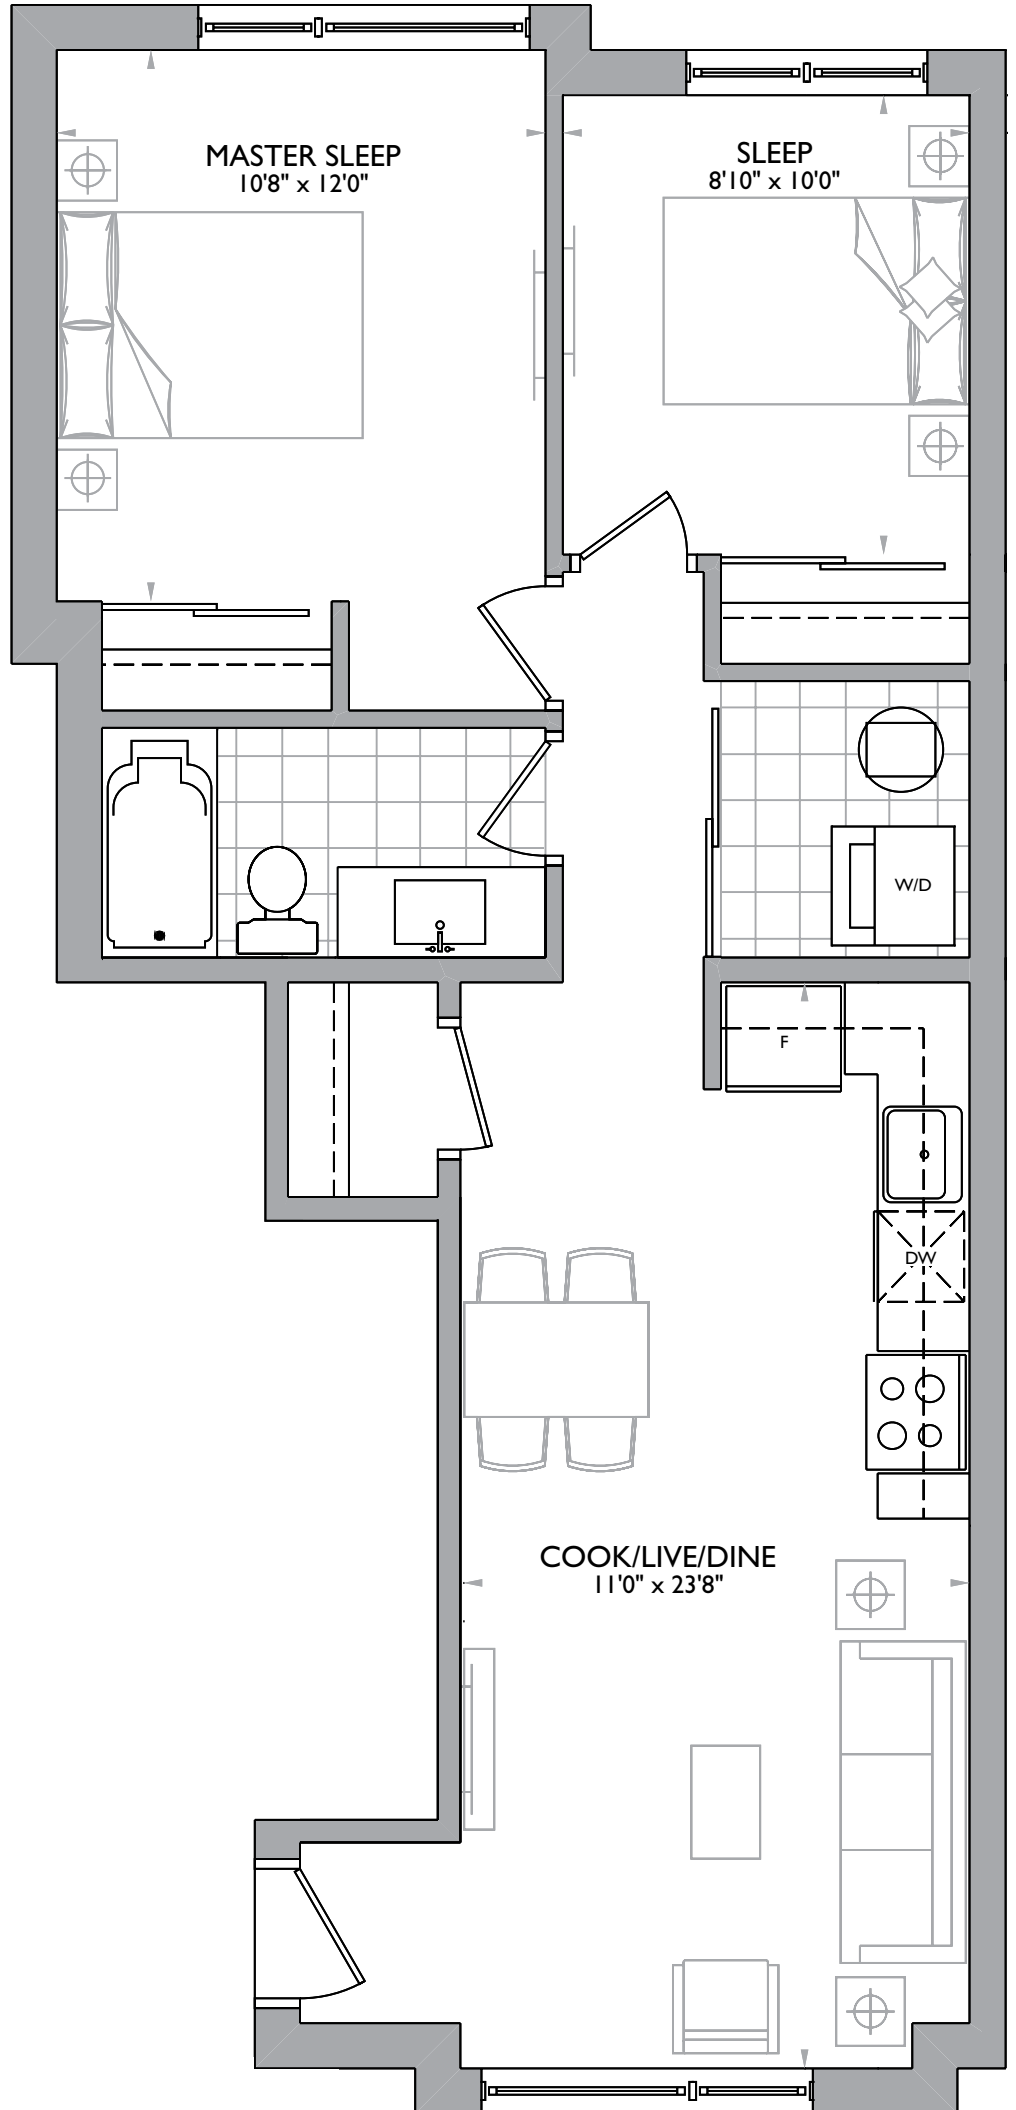 MASTER SLEEP
10'8" x 12'0"
SLEEP
8'10" x 10'0"
W/D
F
DW
COOK/LIVE/DINE
11'0" x 23'8"